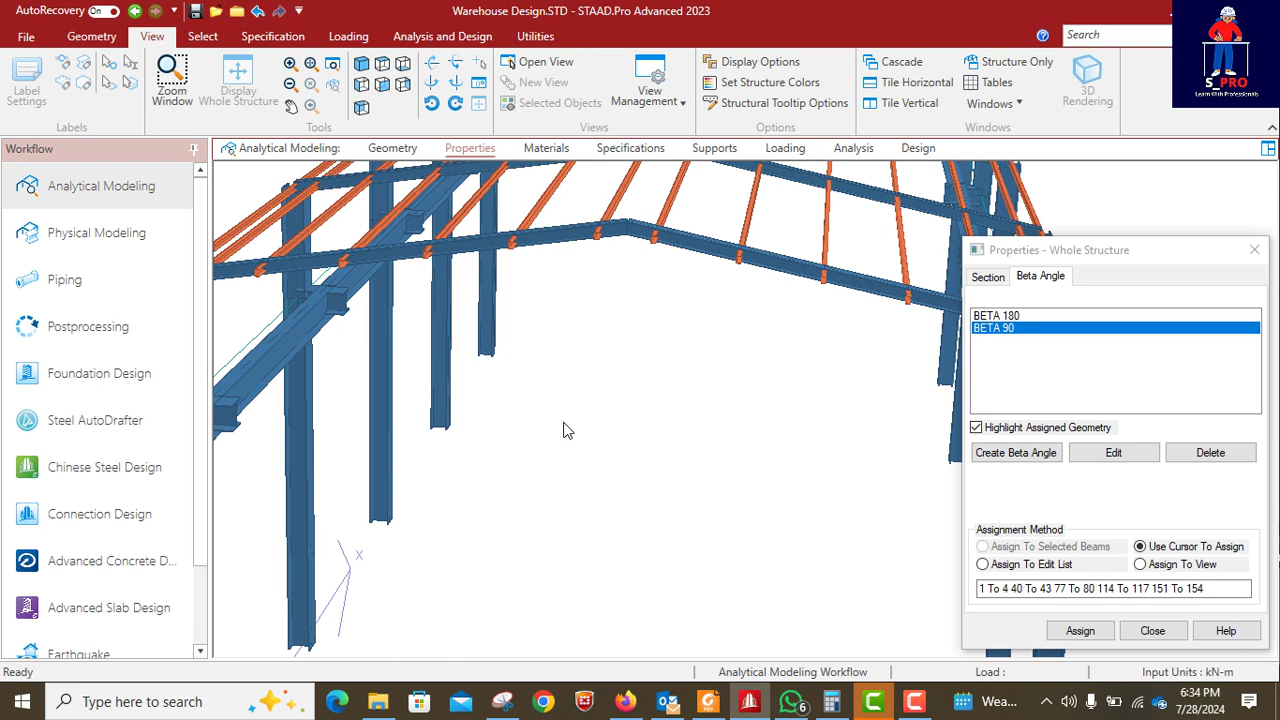 AutoRecovery On
Warehouse Design.STD - STAAD.Pro Advanced 2023
File Geometry View Select Specification Loading Analysis and Design Utilities
Search
Label Settings
Labels
Zoom Window
Display Whole Structure
Tools
Open View
New View
Selected Objects
View Management
Views
Display Options
Set Structure Colors
Structural Tooltip Options
Options
Cascade
Tile Horizontal
Tile Vertical
Structure Only
Tables
Windows
Windows
3D Rendering
S_PRO
Learn With Professionals
Workflow
Analytical Modeling: Geometry Properties Materials Specifications Supports Loading Analysis Design
Analytical Modeling
Physical Modeling
Piping
Postprocessing
Foundation Design
Steel AutoDrafter
Chinese Steel Design
Connection Design
Advanced Concrete D...
Advanced Slab Design
Earthquake
X
Properties - Whole Structure
Section Beta Angle
BETA 180
BETA 90
Highlight Assigned Geometry
Create Beta Angle Edit Delete
Assignment Method
Assign To Selected Beams Use Cursor To Assign
Assign To Edit List Assign To View
1 To 4 40 To 43 77 To 80 114 To 117 151 To 154
Assign Close Help
Ready
Analytical Modeling Workflow
Load :
Input Units : kN-m
Type here to search
6
Wea...
6:34 PM
7/28/2024